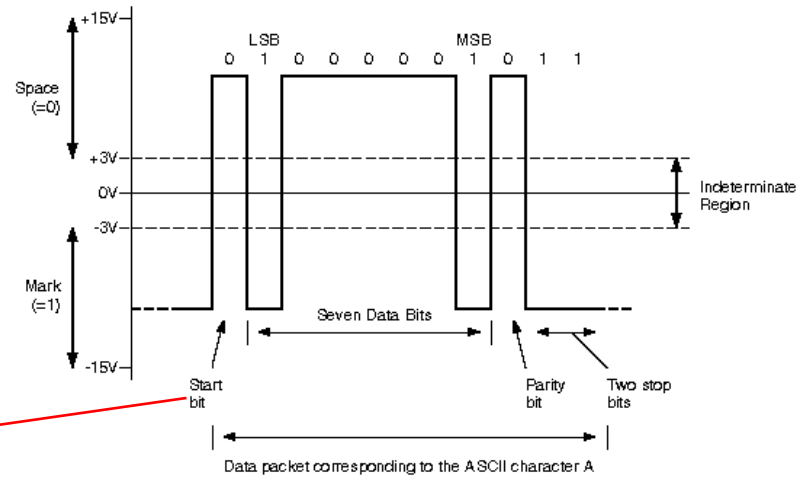 +15V
LSB MSB
0 1 0 0 0 0 0 1 0 1 1
Space
(=0)
+3V
0V
Indeterminate
Region
-3V
Mark
(=1)
Seven Data Bits
-15V
Start
bit
Parity
bit
Two stop
bits
Data packet corresponding to the ASCII character A